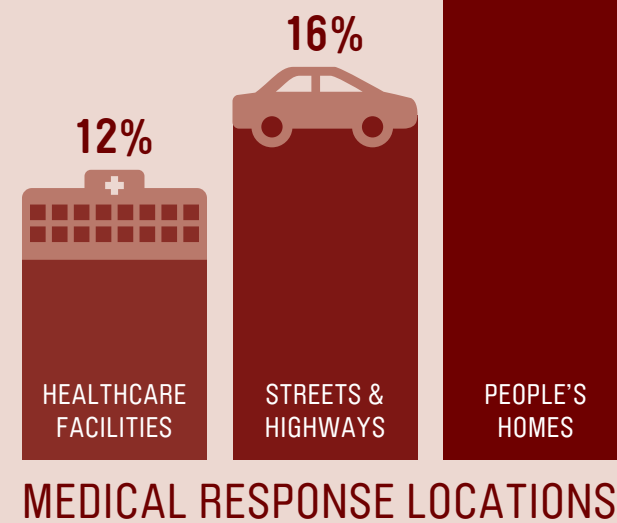 16%
12%
HEALTHCARE
FACILITIES
STREETS &
HIGHWAYS
PEOPLE'S
HOMES
MEDICAL RESPONSE LOCATIONS